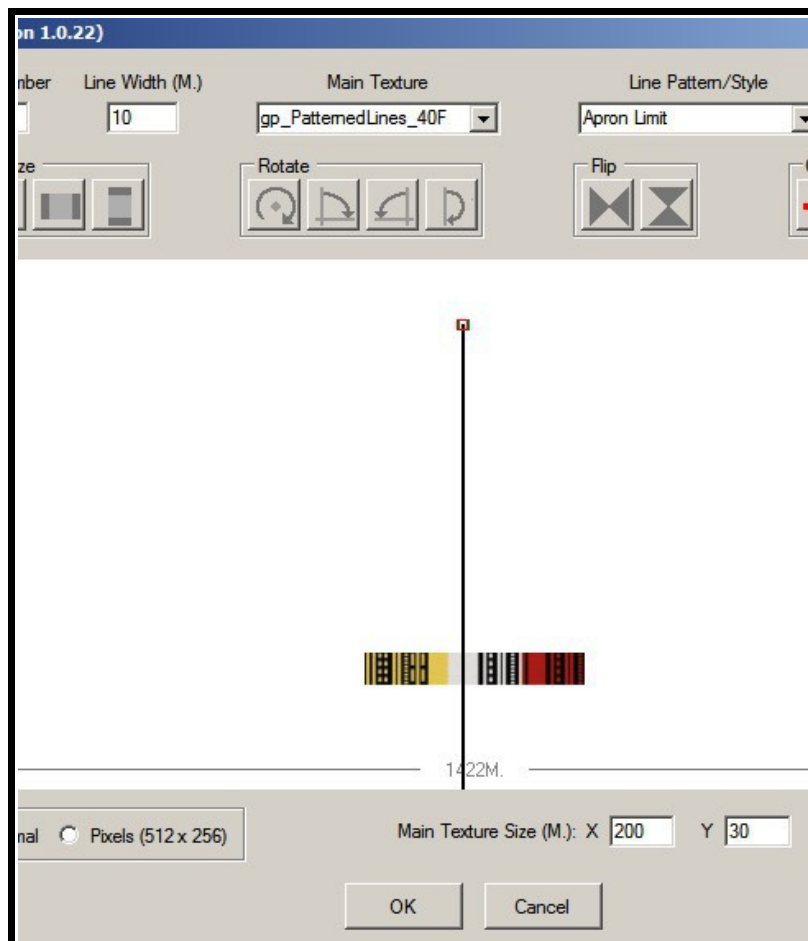 on 1.0.22)
nber Line Width (M.) Main Texture Line Pattern/Style
10 gp_PatternedLines_40F Apron Limit
ze Rotate Flip
1422M.
nal Pixels (512 x 256) Main Texture Size (M.): X 200 Y 30
OK Cancel